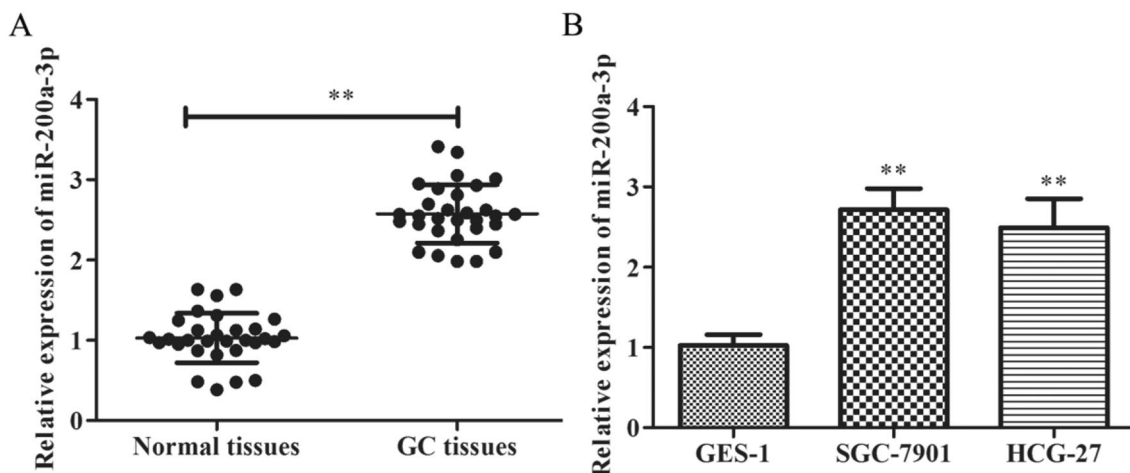 A
Relative expression of miR-200a-3p
4
3
2
1
0
**
Normal tissues
GC tissues
B
Relative expression of miR-200a-3p
4
3
2
1
0
**
**
GES-1
SGC-7901
HCG-27